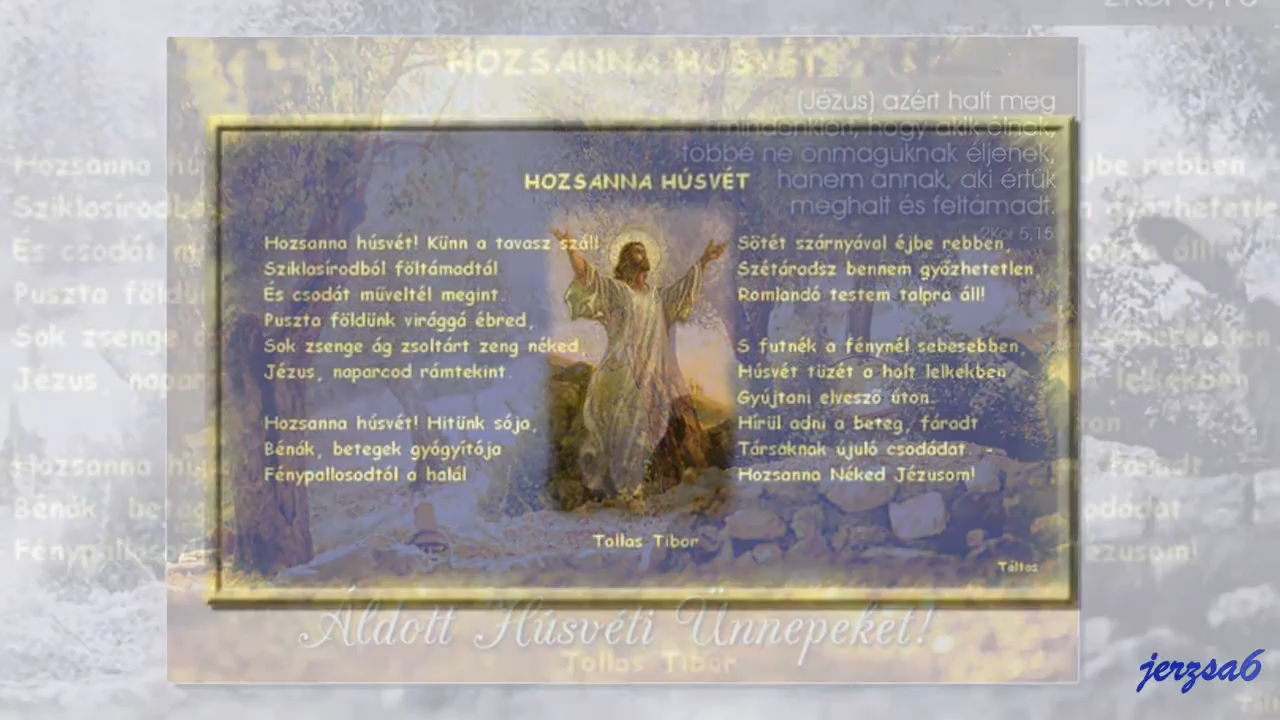 HOZSANNA HÚSVÉT
(Jézus) azért halt meg
mindenkiért, hogy akik élnek,
többé ne önmaguknak éljenek,
hanem annak, aki értük
meghalt és feltámadt.
2Kor 5,15
HOZSANNA HÚSVÉT
Hozsanna húsvét! Künn a tavasz száll,
Sziklasírodból föltámadtál
És csodát műveltél megint.
Puszta földünk virággá ébred,
Sok zsenge ág zsoltárt zeng néked,
Jézus, naparcod rámtekint.
Hozsanna húsvét! Hitünk sója,
Bénák, betegek gyógyítója
Fénypallosodtól a halál
Sötét szárnyával éjbe rebben,
Szétáradsz bennem győzhetetlen,
Romlandó testem talpra áll!
S futnék a fénynél sebesebben,
Húsvét tüzét a holt lelkekben
Gyújtani elvesző úton.
Hírül adni a beteg, fáradt
Társaknak újuló csodádat. -
Hozsanna Néked Jézusom!
Tollas Tibor
Táltos
Áldott Húsvéti Ünnepeket!
Tollas Tibor
jerzsa6